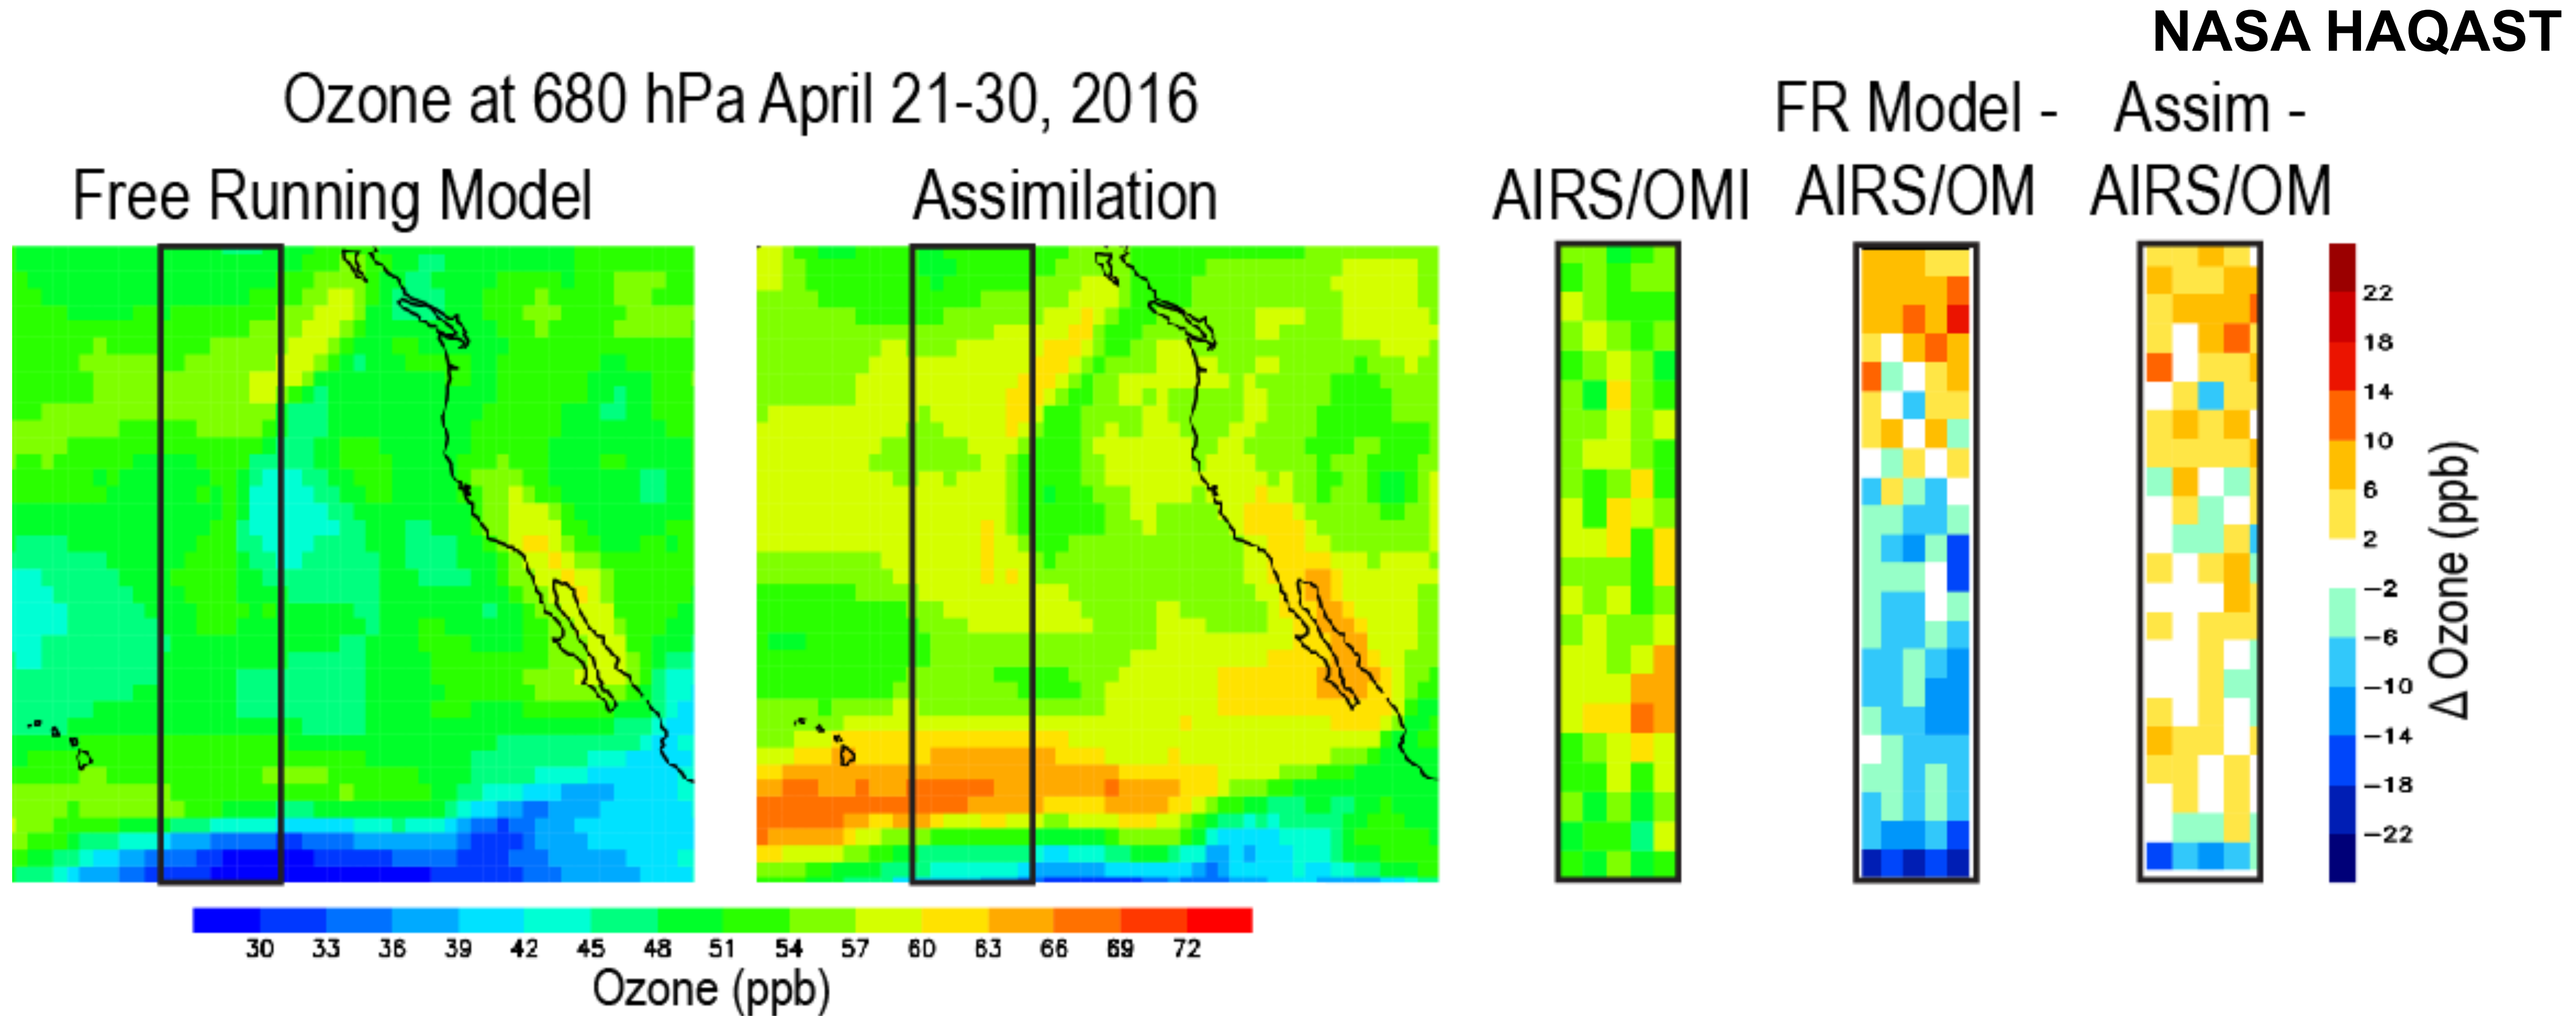 NASA HAQAST
Ozone at 680 hPa April 21-30, 2016
Free Running Model
Assimilation
AIRS/OMI
FR Model -
AIRS/OM
Assim -
AIRS/OM
22
18
14
10
6
2
−2
−6
−10
−14
−18
−22
Δ Ozone (ppb)
30 33 36 39 42 45 48 51 54 57 60 63 66 69 72
Ozone (ppb)